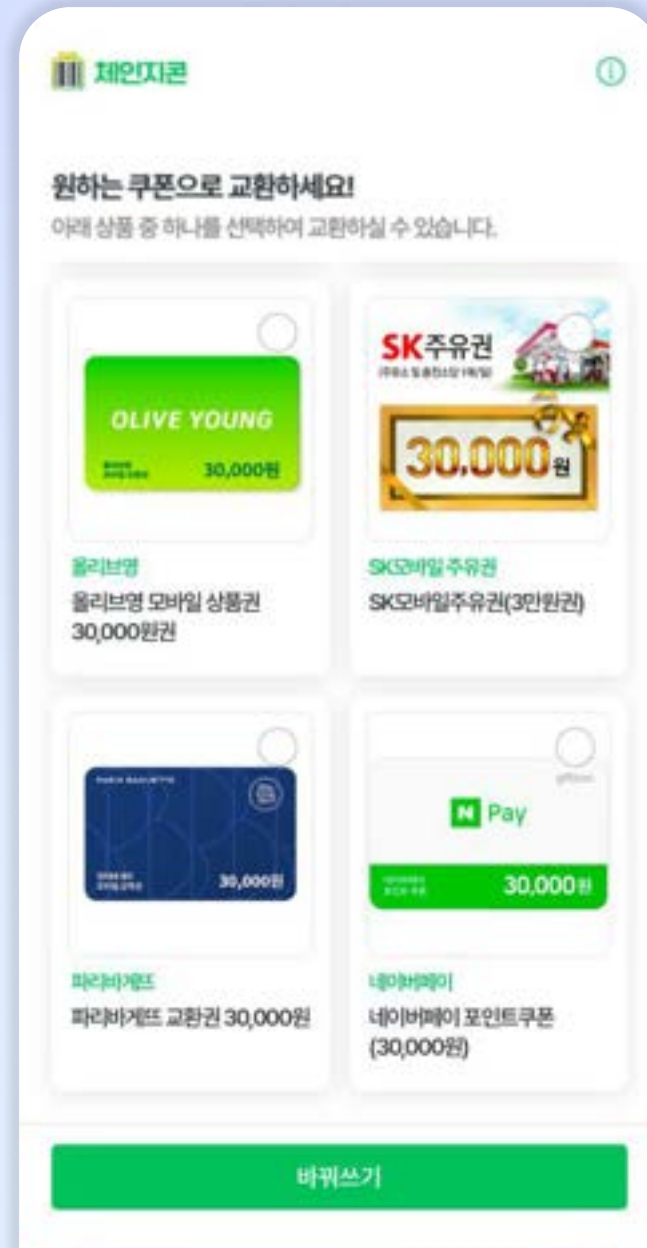 체인지콘
원하는 쿠폰으로 교환하세요!
아래 상품 중 하나를 선택하여 교환하실 수 있습니다.
OLIVE YOUNG
30,000원
올리브영
올리브영 모바일 상품권
30,000원권
SK주유권
30,000원
SK모바일 주유권
SK모바일주유권(3만원권)
PARIS BAGUETTE
30,000원
파리바게뜨
파리바게뜨 교환권 30,000원
N Pay
30,000원
네이버페이
네이버페이 포인트쿠폰
(30,000원)
바꿔쓰기